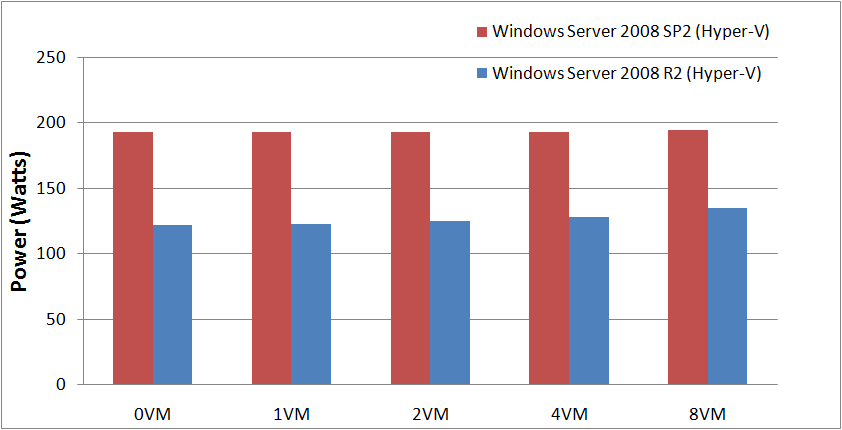 Windows Server 2008 SP2 (Hyper-V)
Windows Server 2008 R2 (Hyper-V)
Power (Watts)
250
200
150
100
50
0
0VM
1VM
2VM
4VM
8VM